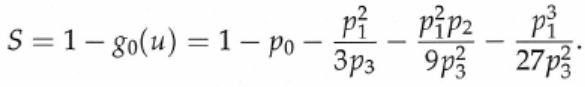 S = 1 − g₀(u) = 1 − p₀ − p₁²/3p₃ − p₁²p₂/9p₃² − p₁³/27p₃².